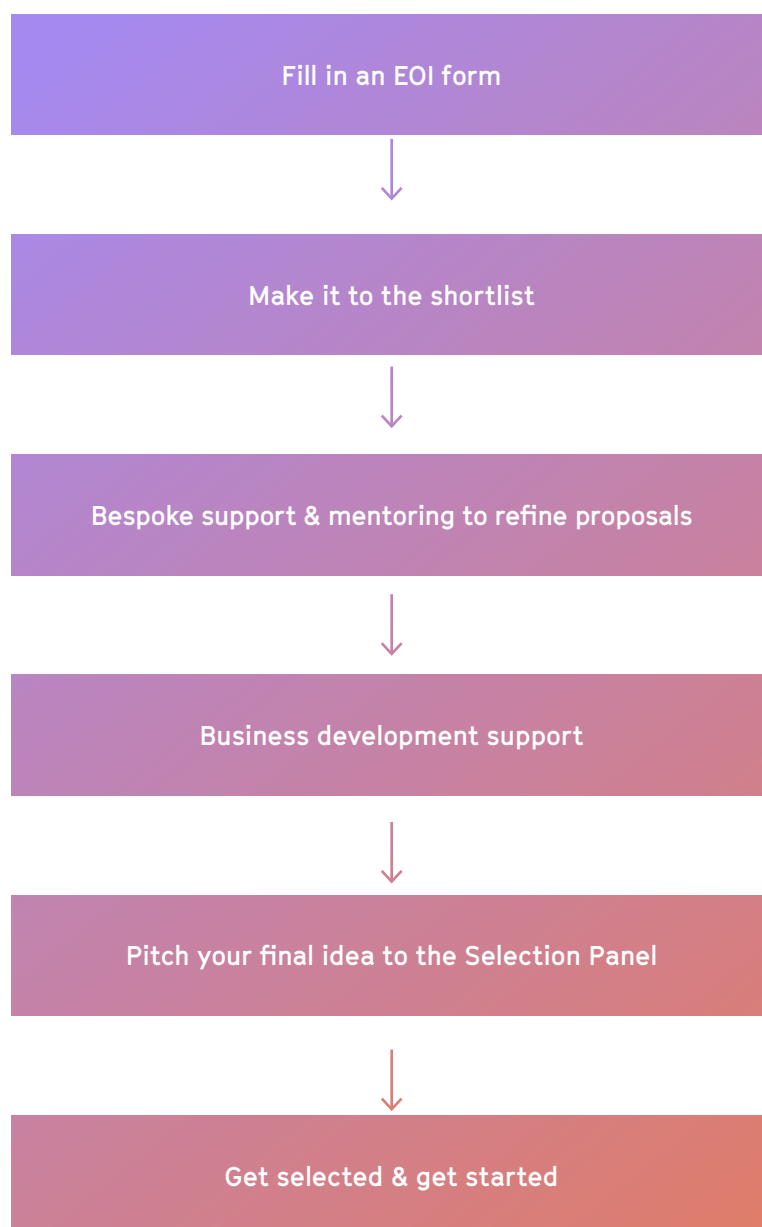 Fill in an EOI form
Make it to the shortlist
Bespoke support & mentoring to refine proposals
Business development support
Pitch your final idea to the Selection Panel
Get selected & get started